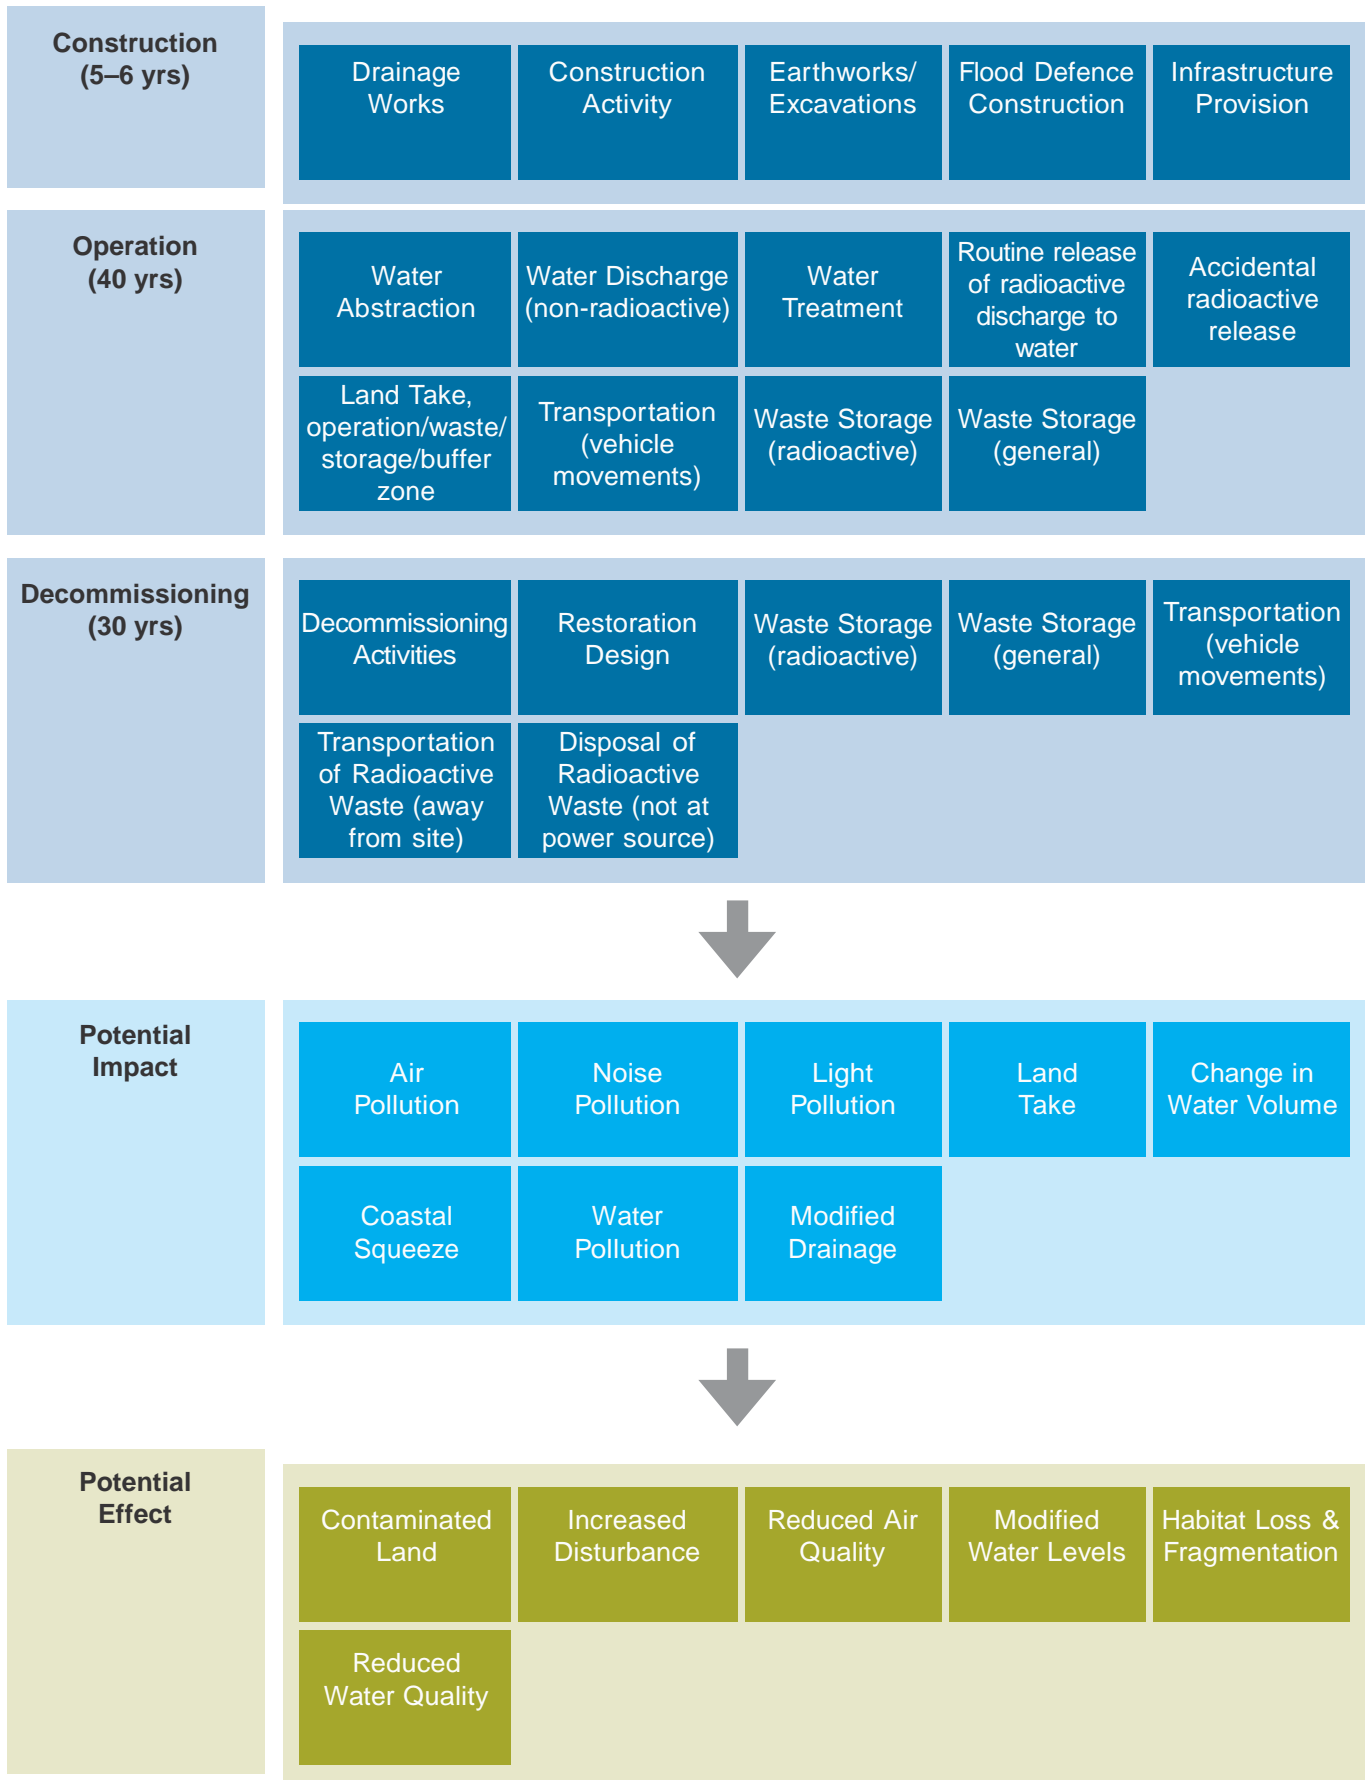 Construction
(5–6 yrs)
Drainage
Works
Construction
Activity
Earthworks/
Excavations
Flood Defence
Construction
Infrastructure
Provision
Operation
(40 yrs)
Water
Abstraction
Water Discharge
(non-radioactive)
Water
Treatment
Routine release
of radioactive
discharge to
water
Accidental
radioactive
release
Land Take,
operation/waste/
storage/buffer
zone
Transportation
(vehicle
movements)
Waste Storage
(radioactive)
Waste Storage
(general)
Decommissioning
(30 yrs)
Decommissioning
Activities
Restoration
Design
Waste Storage
(radioactive)
Waste Storage
(general)
Transportation
(vehicle
movements)
Transportation
of Radioactive
Waste (away
from site)
Disposal of
Radioactive
Waste (not at
power source)
Potential
Impact
Air
Pollution
Noise
Pollution
Light
Pollution
Land
Take
Change in
Water Volume
Coastal
Squeeze
Water
Pollution
Modified
Drainage
Potential
Effect
Contaminated
Land
Increased
Disturbance
Reduced Air
Quality
Modified
Water Levels
Habitat Loss &
Fragmentation
Reduced
Water Quality